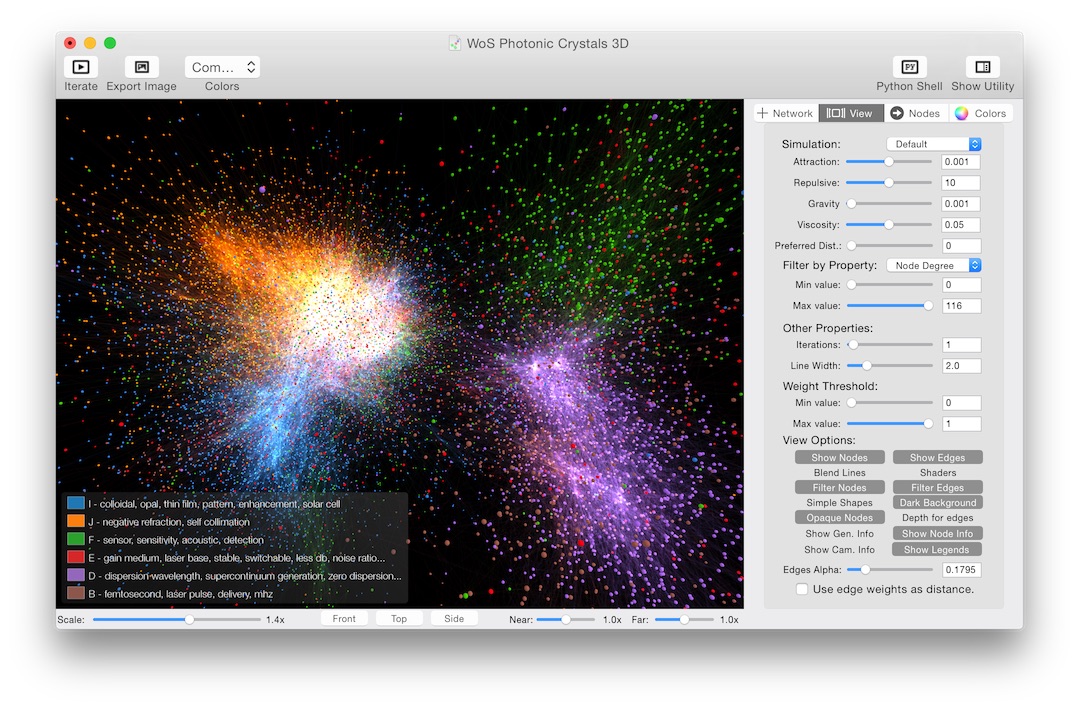 WoS Photonic Crystals 3D
Iterate Export Image Com... Colors Python Shell Show Utility
PY
Network View Nodes Colors
Simulation: Default
Attraction: 0.001
Repulsive: 10
Gravity 0.001
Viscosity: 0.05
Preferred Dist.: 0
Filter by Property: Node Degree
Min value: 0
Max value: 116
Other Properties:
Iterations: 1
Line Width: 2.0
Weight Threshold:
Min value: 0
Max value: 1
View Options:
Show Nodes Show Edges
Blend Lines Shaders
Filter Nodes Filter Edges
Simple Shapes Dark Background
Opaque Nodes Depth for edges
Show Gen. Info Show Node Info
Show Cam. Info Show Legends
Edges Alpha: 0.1795
Use edge weights as distance.
I - colloidal, opal, thin film, pattern, enhancement, solar cell
J - negative refraction, self collimation
F - sensor, sensitivity, acoustic, detection
E - gain medium, laser base, stable, switchable, less db, noise ratio...
D - dispersion-wavelength, supercontinuum generation, zero dispersion...
B - femtosecond, laser pulse, delivery, mhz
Scale: 1.4x Front Top Side Near: 1.0x Far: 1.0x